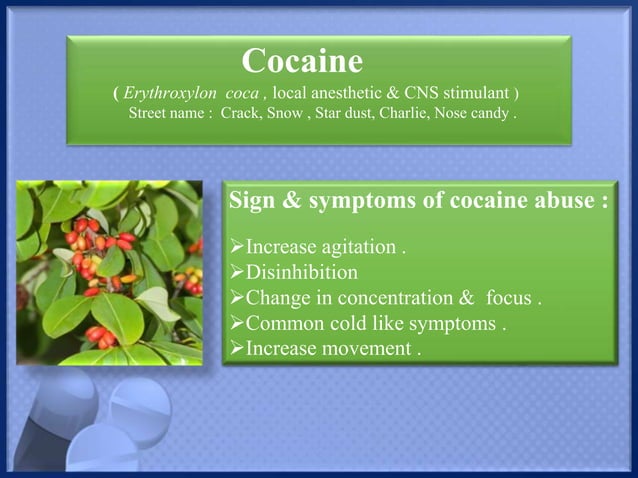 Cocaine
( Erythroxylon coca , local anesthetic & CNS stimulant )
Street name : Crack, Snow , Star dust, Charlie, Nose candy .
Sign & symptoms of cocaine abuse :
➢Increase agitation .
➢Disinhibition
➢Change in concentration & focus .
➢Common cold like symptoms .
➢Increase movement .